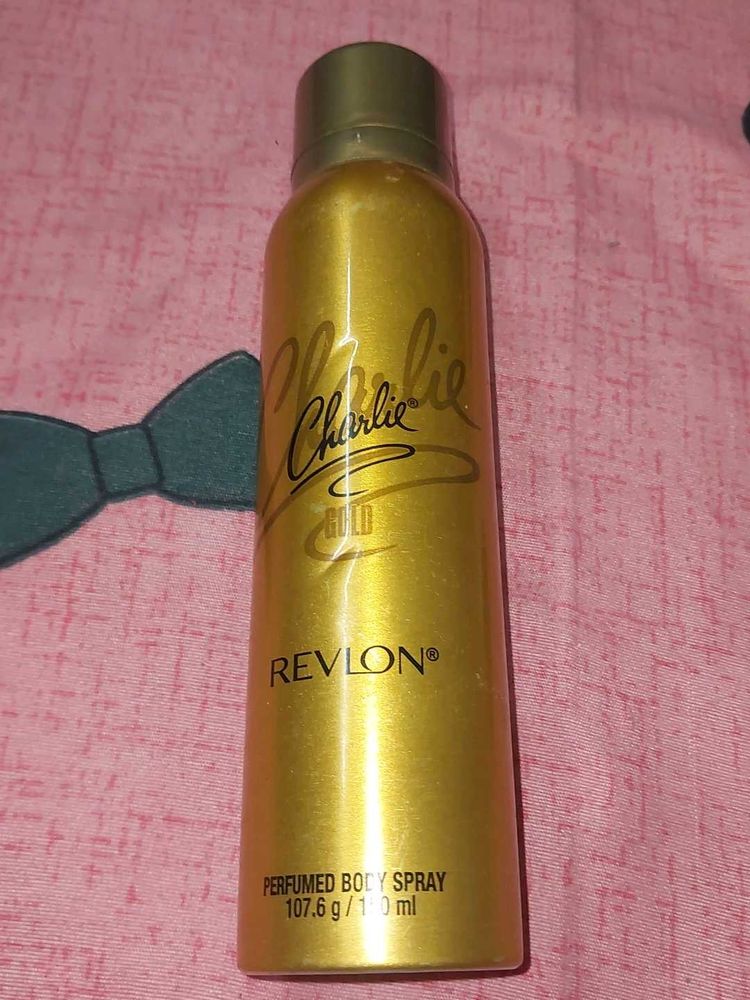 Charlie
Charlie®
GOLD
REVLON®
PERFUMED BODY SPRAY
107.6 g / ml